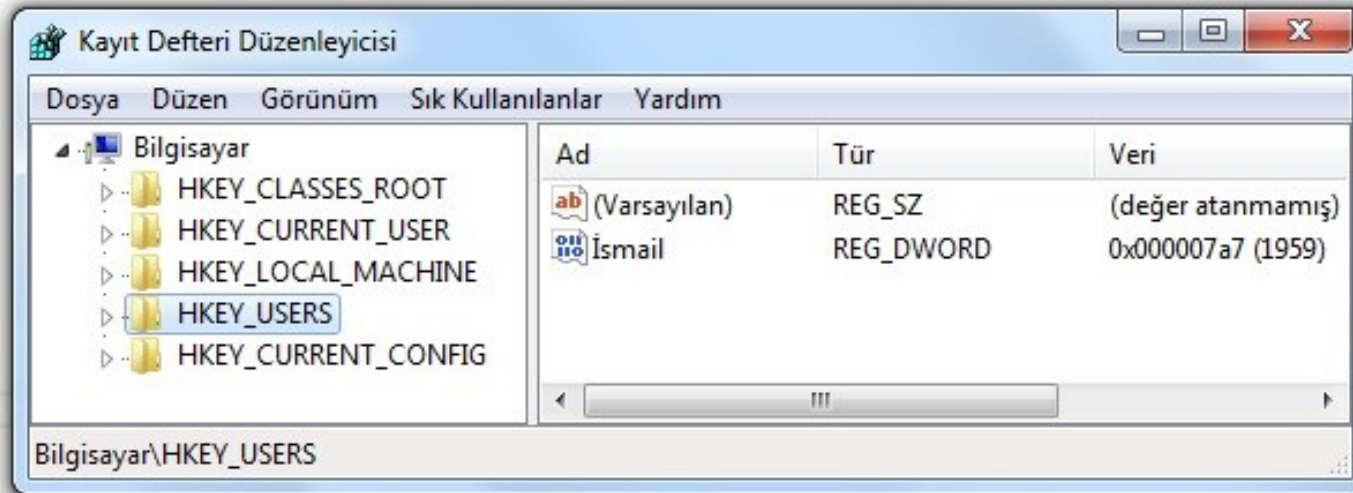 Kayıt Defteri Düzenleyicisi
Dosya Düzen Görünüm Sık Kullanılanlar Yardım
Bilgisayar
HKEY_CLASSES_ROOT
HKEY_CURRENT_USER
HKEY_LOCAL_MACHINE
HKEY_USERS
HKEY_CURRENT_CONFIG
Ad Tür Veri
(Varsayılan) REG_SZ (değer atanmamış)
İsmail REG_DWORD 0x000007a7 (1959)
Bilgisayar\HKEY_USERS